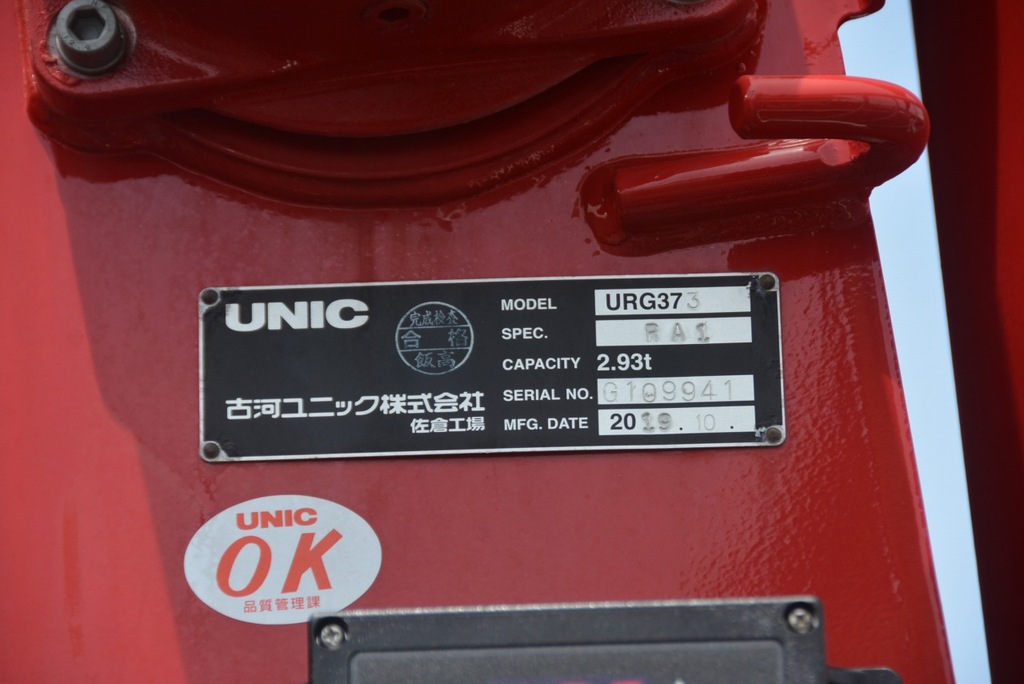 UNIC
完成検査
合格
飯高
古河ユニック株式会社
佐倉工場
MODEL URG373
SPEC. RA1
CAPACITY 2.93t
SERIAL NO. G109941
MFG. DATE 2019.10.
UNIC
OK
品質管理課